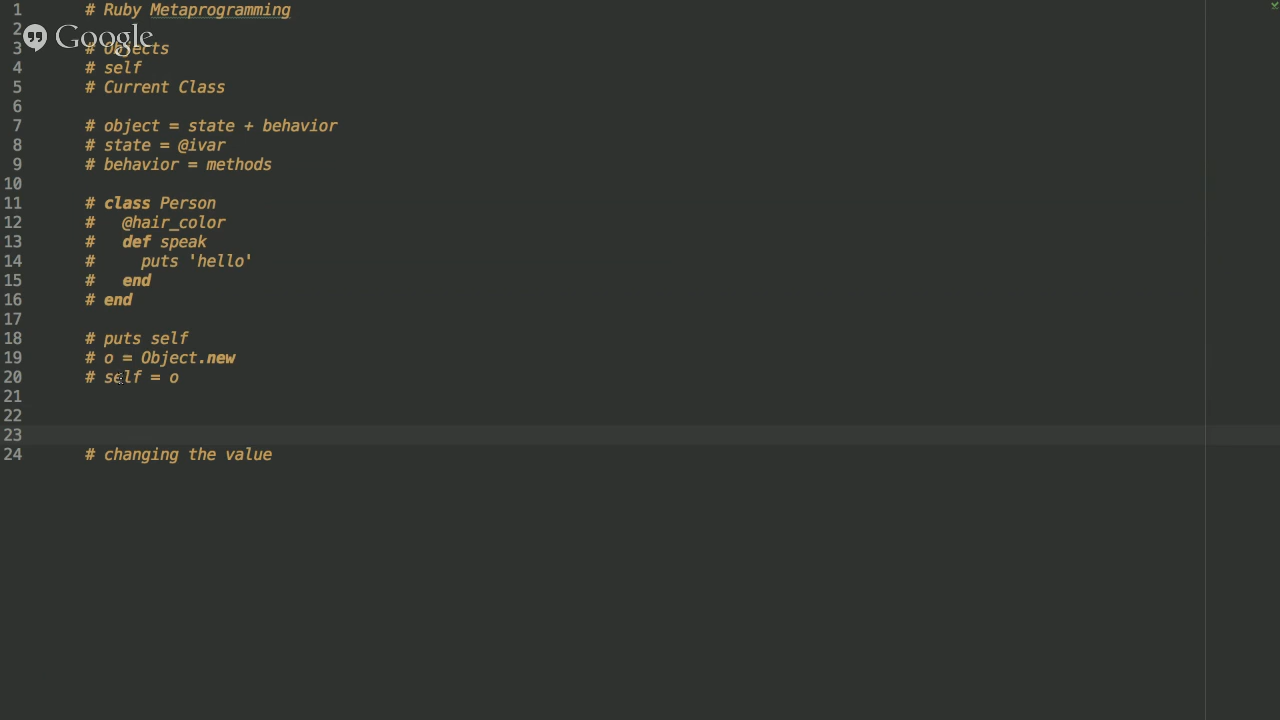 1 # Ruby Metaprogramming
2
Google
3 # Objects
4 # self
5 # Current Class
6
7 # object = state + behavior
8 # state = @ivar
9 # behavior = methods
10
11 # class Person
12 #   @hair_color
13 #   def speak
14 #     puts 'hello'
15 #   end
16 # end
17
18 # puts self
19 # o = Object.new
20 # self = o
21
22
23
24 # changing the value